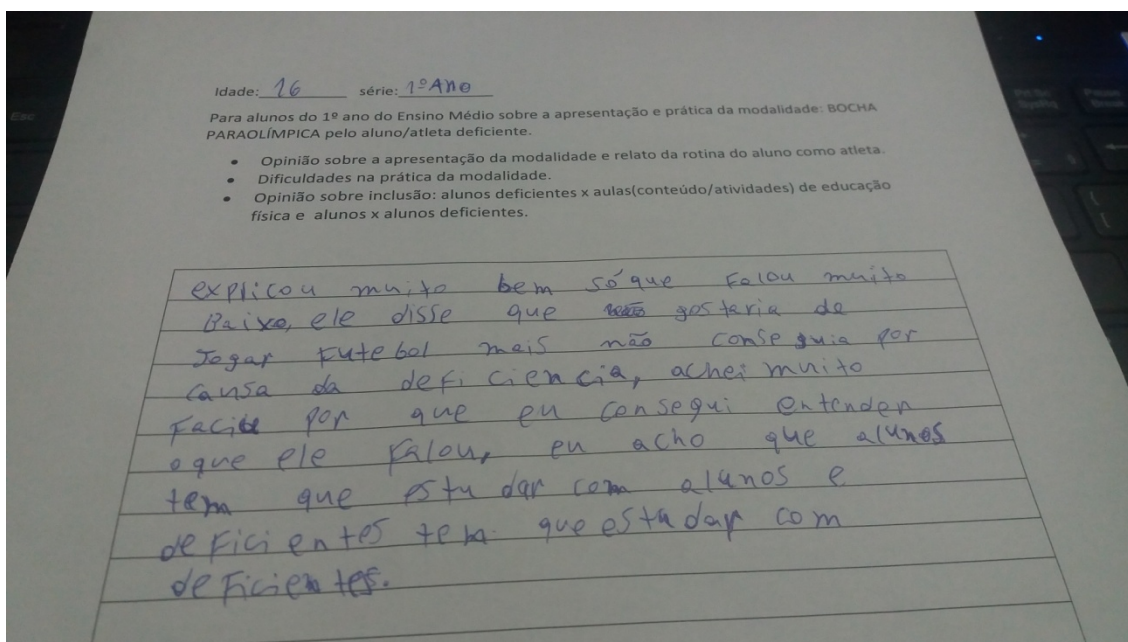 Idade: 16 série: 1º Ano
Para alunos do 1º ano do Ensino Médio sobre a apresentação e prática da modalidade: BOCHA
PARAOLÍMPICA pelo aluno/atleta deficiente.
• Opinião sobre a apresentação da modalidade e relato da rotina do aluno como atleta.
• Dificuldades na prática da modalidade.
• Opinião sobre inclusão: alunos deficientes x aulas(conteúdo/atividades) de educação
física e alunos x alunos deficientes.
explicou muito bem só que Falou muito
Baixo, ele disse que gostaria de
Jogar Futebol mais não conseguia por
causa da deficiencia, achei muito
Facil por que eu consegui entender
oque ele Falou, eu acho que alunos
tem que estudar com alunos e
deficientes tem que estudar com
deficientes.